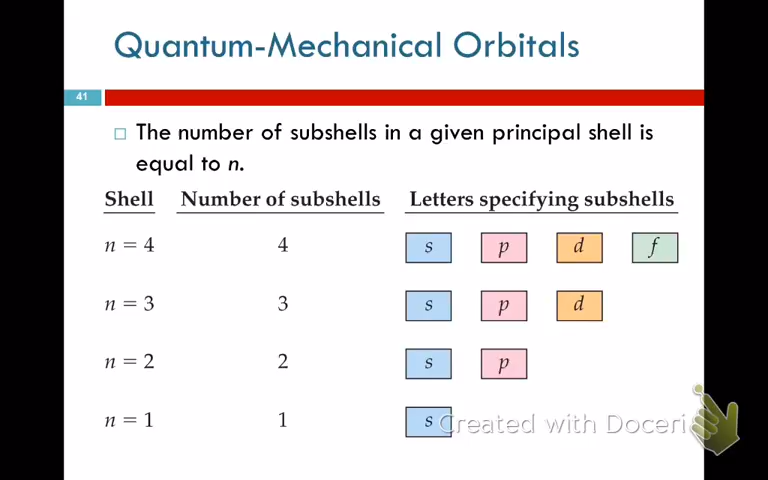 Quantum-Mechanical Orbitals
41
The number of subshells in a given principal shell is
equal to n.
Shell Number of subshells Letters specifying subshells
n = 4 4 s p d f
n = 3 3 s p d
n = 2 2 s p
n = 1 1 s
Created with Doceri